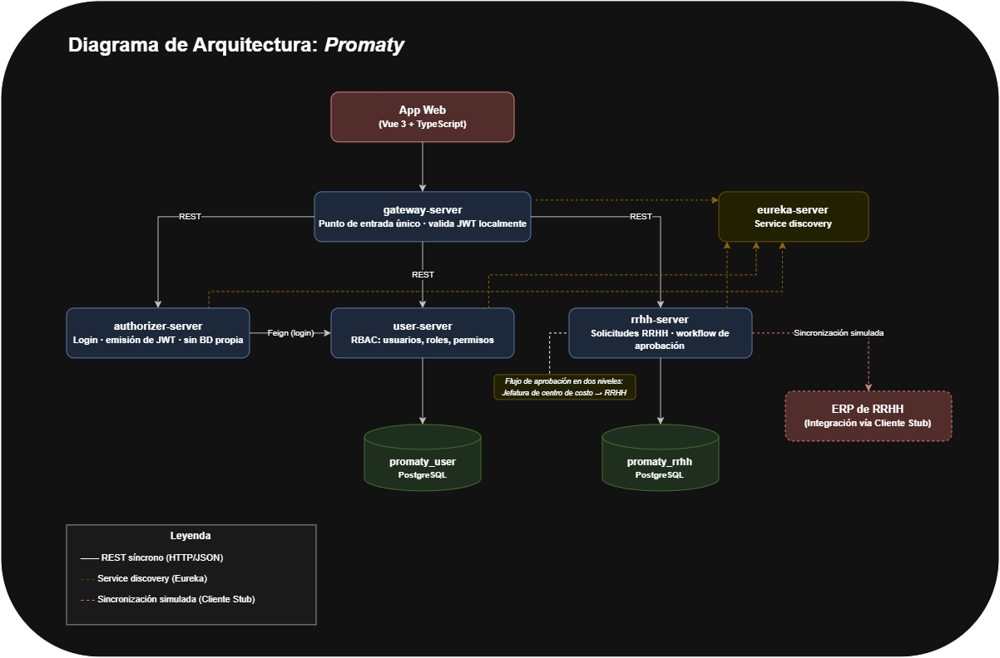 Diagrama de Arquitectura: Promaty
App Web
(Vue 3 + TypeScript)
gateway-server
Punto de entrada único · valida JWT localmente
eureka-server
Service discovery
REST
REST
REST
authorizer-server
Login · emisión de JWT · sin BD propia
Feign (login)
user-server
RBAC: usuarios, roles, permisos
rrhh-server
Solicitudes RRHH · workflow de
aprobación
Sincronización simulada
Flujo de aprobación en dos niveles:
Jefatura de centro de costo → RRHH
ERP de RRHH
(Integración vía Cliente Stub)
promaty_user
PostgreSQL
promaty_rrhh
PostgreSQL
Leyenda
REST síncrono (HTTP/JSON)
Service discovery (Eureka)
Sincronización simulada (Cliente Stub)